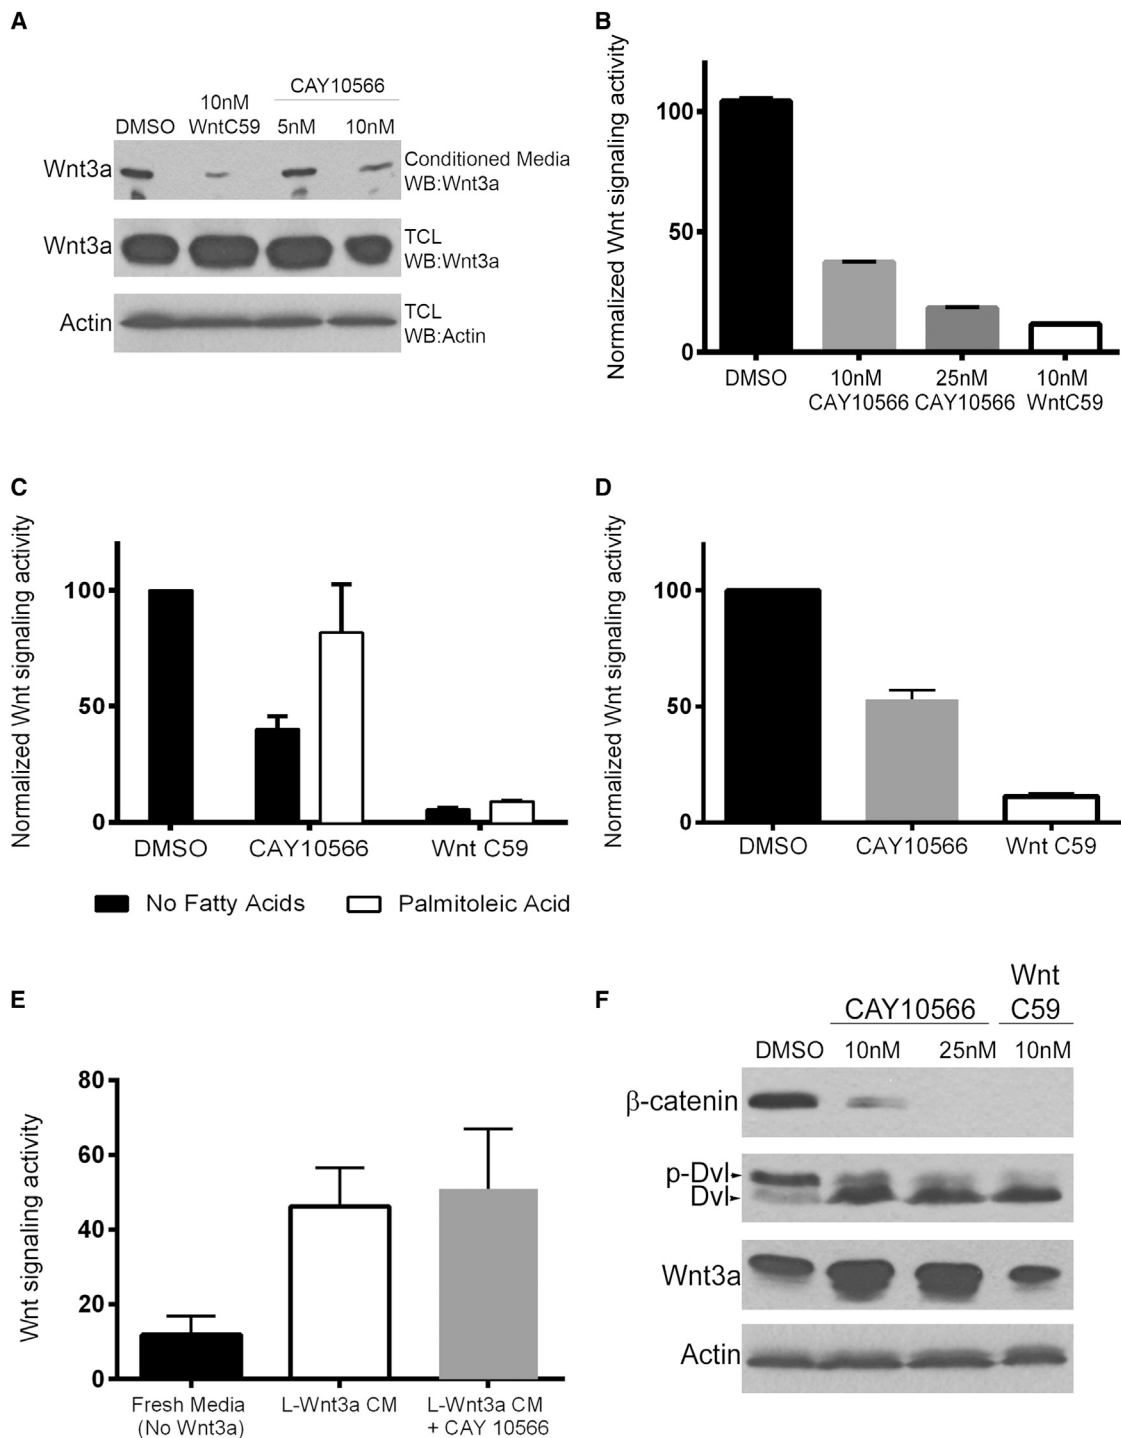 A
CAY10566
10nM
DMSO WntC59 5nM 10nM
Wnt3a
Conditioned Media
WB:Wnt3a
Wnt3a
TCL
WB:Wnt3a
Actin
TCL
WB:Actin
B
Normalized Wnt signaling activity
100
50
0
DMSO 10nM 25nM 10nM
CAY10566 CAY10566 WntC59
C
Normalized Wnt signaling activity
100
50
0
DMSO CAY10566 Wnt C59
No Fatty Acids Palmitoleic Acid
D
Normalized Wnt signaling activity
100
50
0
DMSO CAY10566 Wnt C59
E
Wnt signaling activity
80
60
40
20
0
Fresh Media L-Wnt3a CM L-Wnt3a CM
(No Wnt3a) + CAY 10566
F
Wnt
CAY10566 C59
DMSO 10nM 25nM 10nM
β-catenin
p-Dvl
Dvl
Wnt3a
Actin